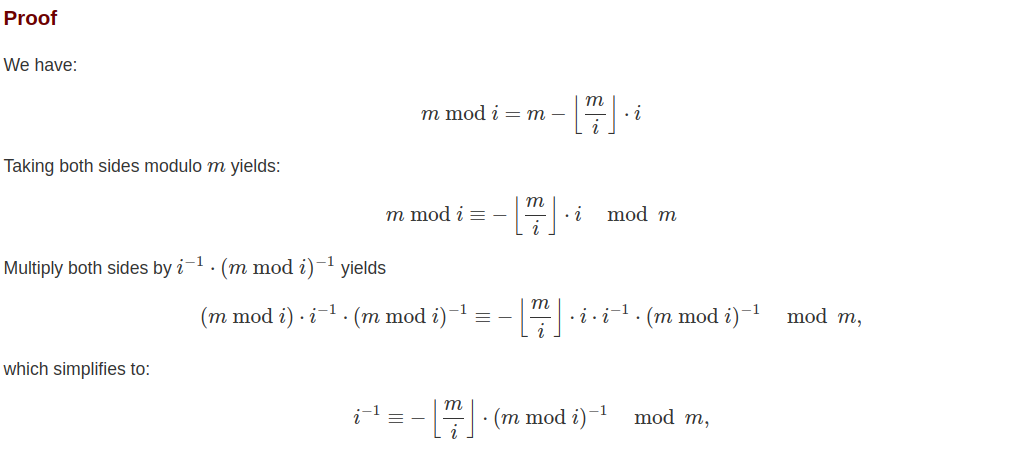 Proof
We have:
m mod i = m − ⌊m/i⌋ · i
Taking both sides modulo m yields:
m mod i ≡ − ⌊m/i⌋ · i mod m
Multiply both sides by i⁻¹ · (m mod i)⁻¹ yields
(m mod i) · i⁻¹ · (m mod i)⁻¹ ≡ − ⌊m/i⌋ · i · i⁻¹ · (m mod i)⁻¹ mod m,
which simplifies to:
i⁻¹ ≡ − ⌊m/i⌋ · (m mod i)⁻¹ mod m,